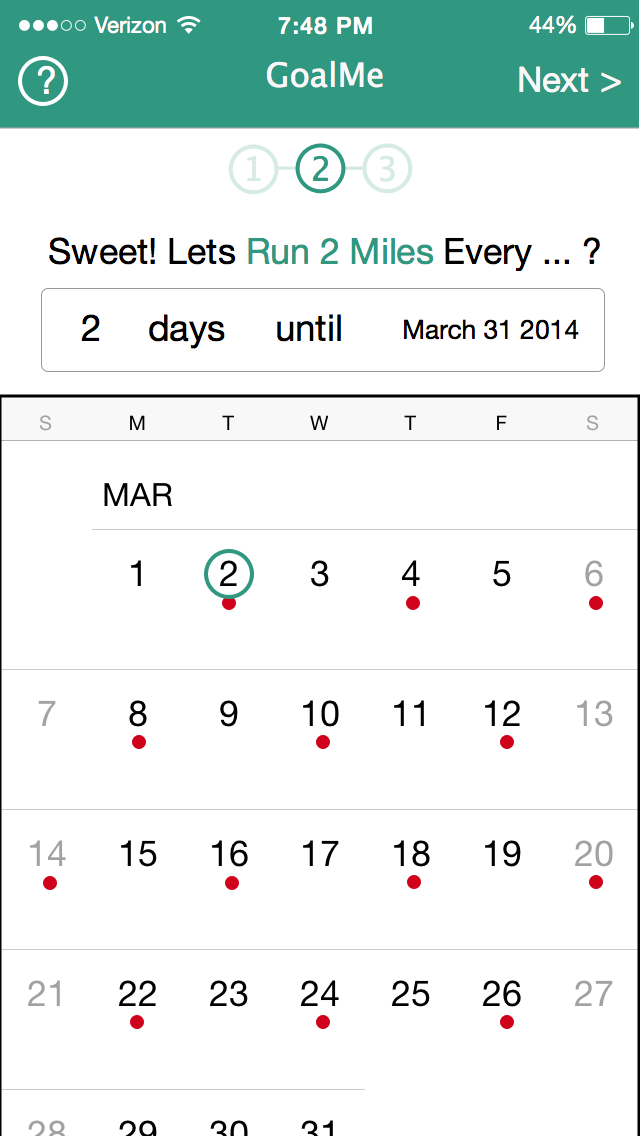 Verizon 7:48 PM 44%
? GoalMe Next >
1 2 3
Sweet! Lets Run 2 Miles Every ... ?
2 days until March 31 2014
S M T W T F S
MAR
1 2 3 4 5 6
7 8 9 10 11 12 13
14 15 16 17 18 19 20
21 22 23 24 25 26 27
28 29 30 31